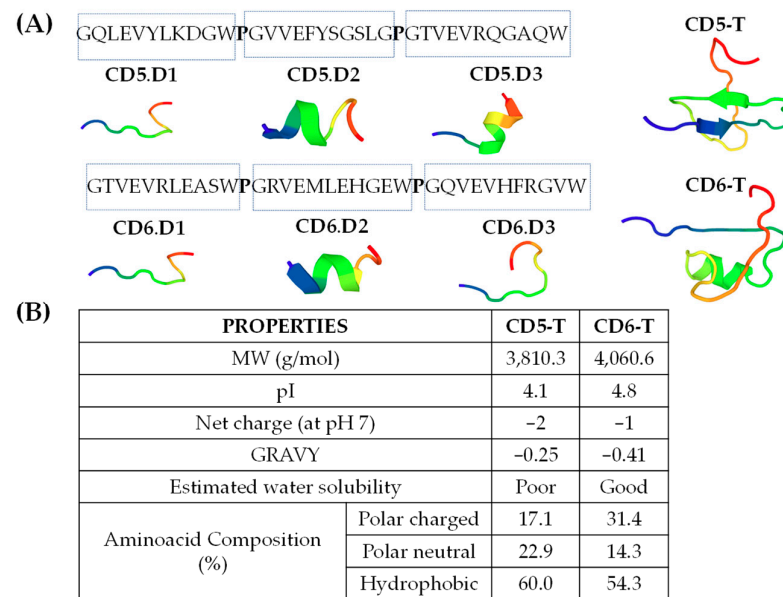 (A)
GQLEVYLKDGWPGVVEFYSGSLGPGTVEVRQGAQW
CD5-T
CD5.D1 CD5.D2 CD5.D3
GTVEVRLEASWPGRVEMLEHGEWPGQVEVHFRGVW
CD6-T
CD6.D1 CD6.D2 CD6.D3
(B)
PROPERTIES CD5-T CD6-T
MW (g/mol) 3,810.3 4,060.6
pI 4.1 4.8
Net charge (at pH 7) −2 −1
GRAVY −0.25 −0.41
Estimated water solubility Poor Good
Aminoacid Composition
(%)
Polar charged 17.1 31.4
Polar neutral 22.9 14.3
Hydrophobic 60.0 54.3